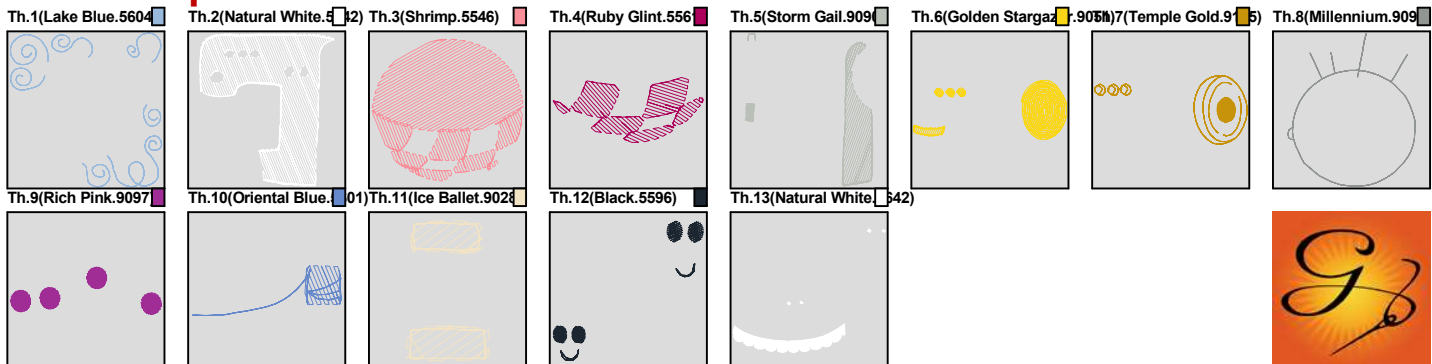 Th.1(Lake Blue.5604 Th.2(Natural White.5 42) Th.3(Shrimp.5546) Th.4(Ruby Glint.556 Th.5(Storm Gail.909 Th.6(Golden Stargaz r.905 Th.7(Temple Gold.91 5) Th.8(Millennium.909
Th.9(Rich Pink.9097 Th.10(Oriental Blue. 01) Th.11(Ice Ballet.9028 Th.12(Black.5596) Th.13(Natural White. 642)